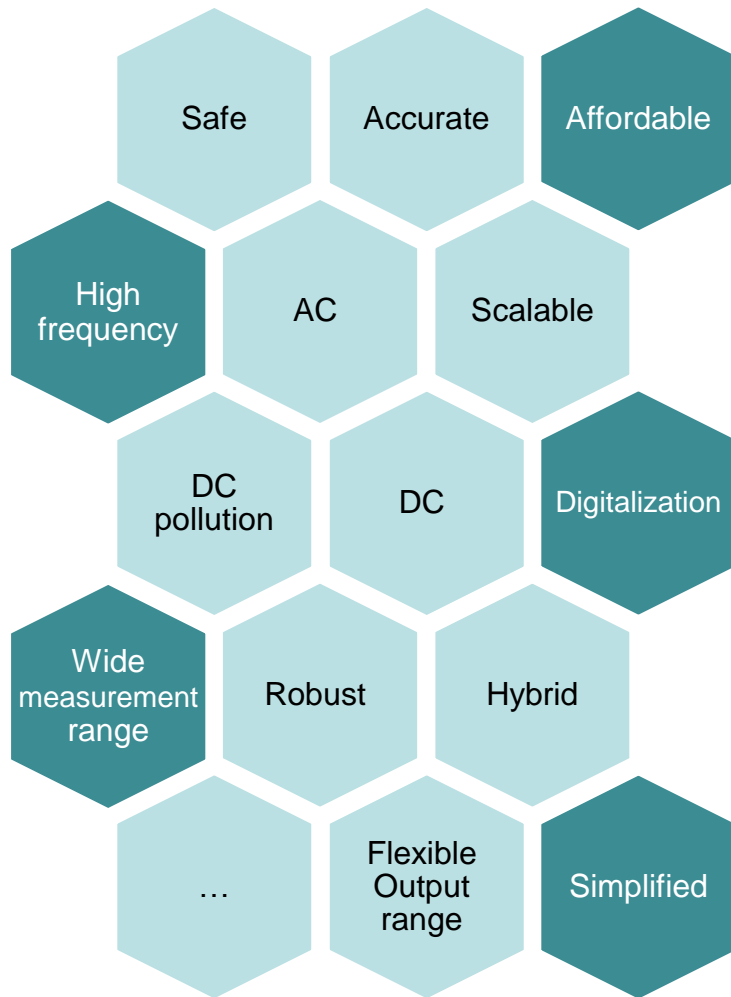 Safe
Accurate
Affordable
High
frequency
AC
Scalable
DC
pollution
DC
Digitalization
Wide
measurement
range
Robust
Hybrid
...
Flexible
Output
range
Simplified